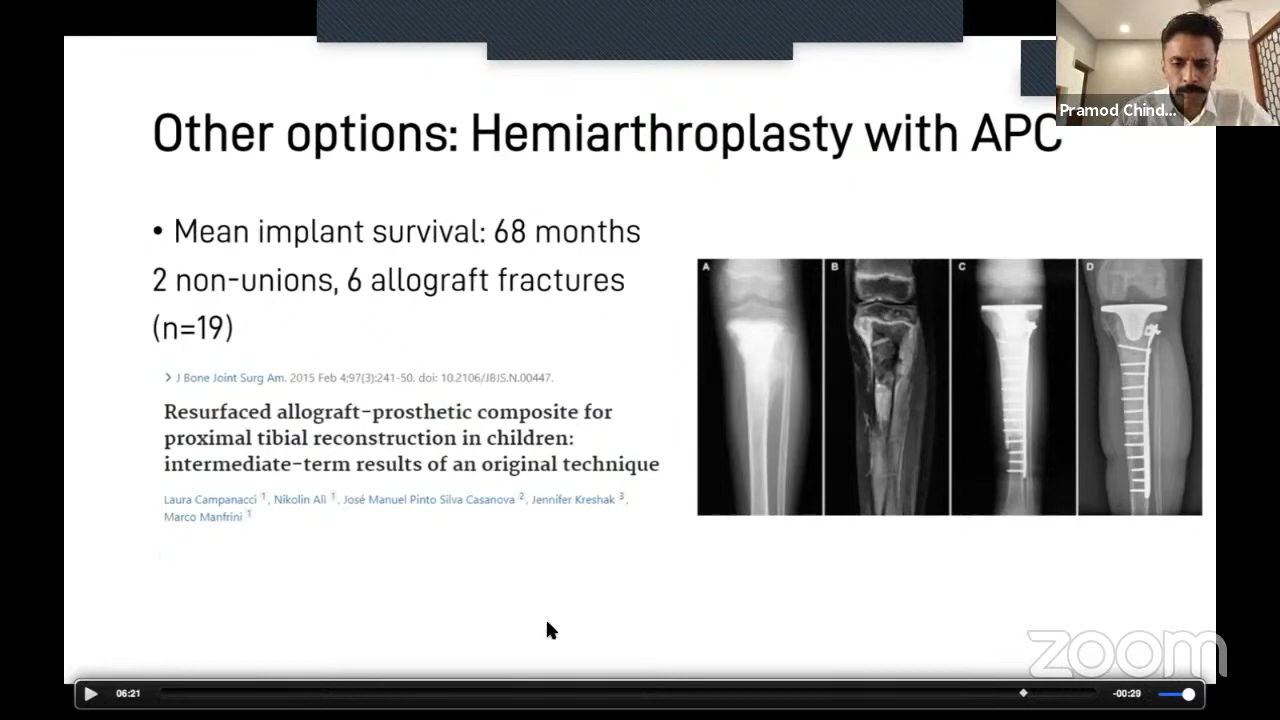 Pramod Chind...
Other options: Hemiarthroplasty with APC
• Mean implant survival: 68 months
2 non-unions, 6 allograft fractures
(n=19)
> J Bone Joint Surg Am. 2015 Feb 4;97(3):241-50. doi: 10.2106/JBJS.N.00447.
Resurfaced allograft-prosthetic composite for
proximal tibial reconstruction in children:
intermediate-term results of an original technique
Laura Campanacci 1, Nikolin Alì 1, José Manuel Pinto Silva Casanova 2, Jennifer Kreshak 3,
Marco Manfrini 1
A B C D
zoom
06:21 -00:29